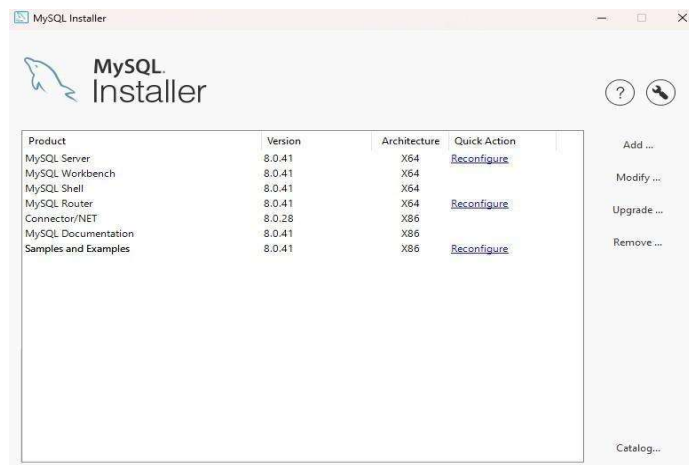 MySQL Installer
MySQL.
Installer
?
Product Version Architecture Quick Action
MySQL Server 8.0.41 X64 Reconfigure
MySQL Workbench 8.0.41 X64
MySQL Shell 8.0.41 X64
MySQL Router 8.0.41 X64 Reconfigure
Connector/NET 8.0.28 X86
MySQL Documentation 8.0.41 X86
Samples and Examples 8.0.41 X86 Reconfigure
Add ...
Modify ...
Upgrade ...
Remove ...
Catalog...